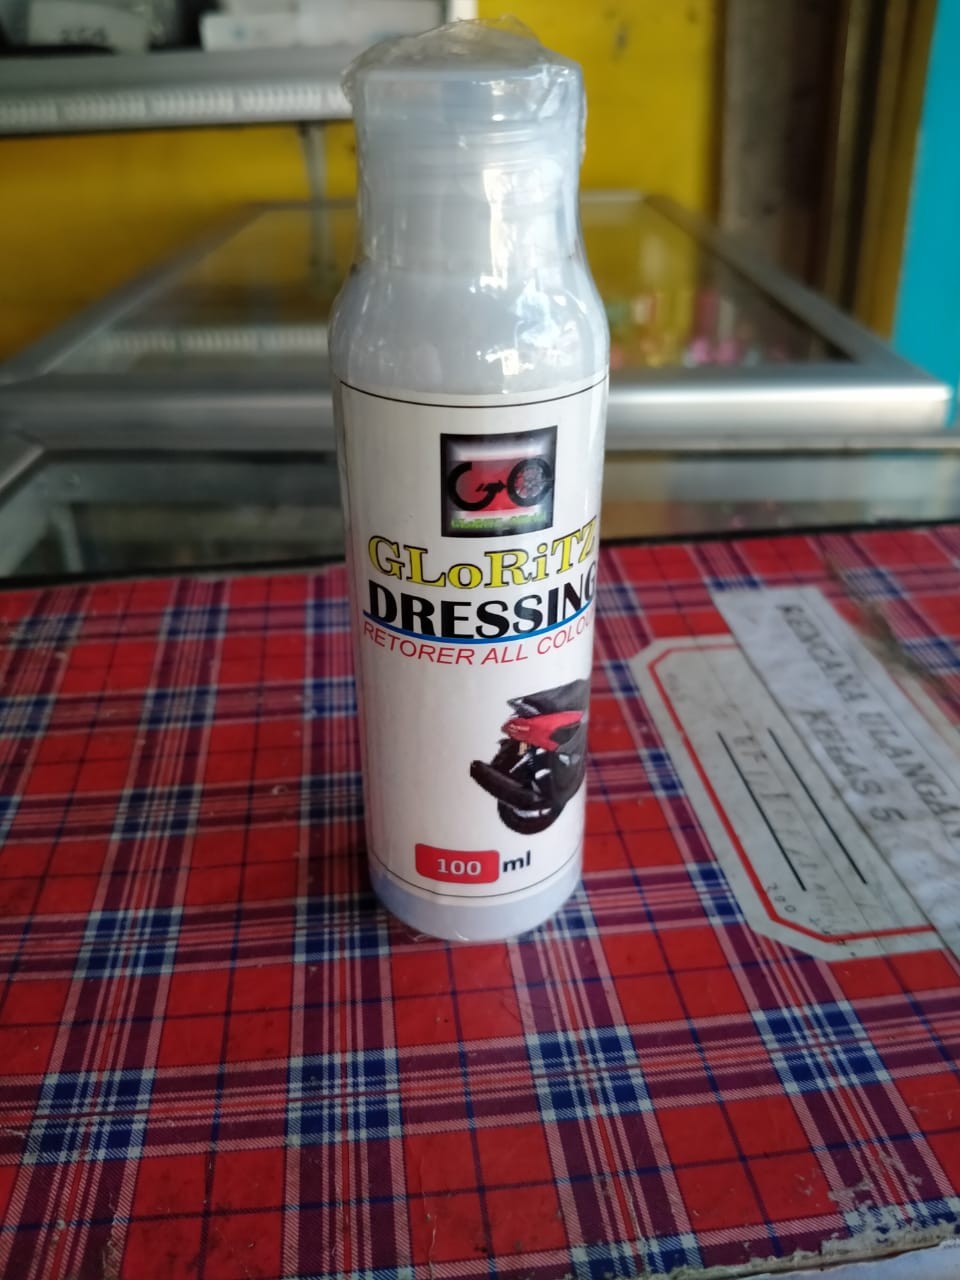 GLoRiTZ
DRESSING
RETORER ALL COLOU
100 ml
RENCANA ULANGAN
KELAS 5